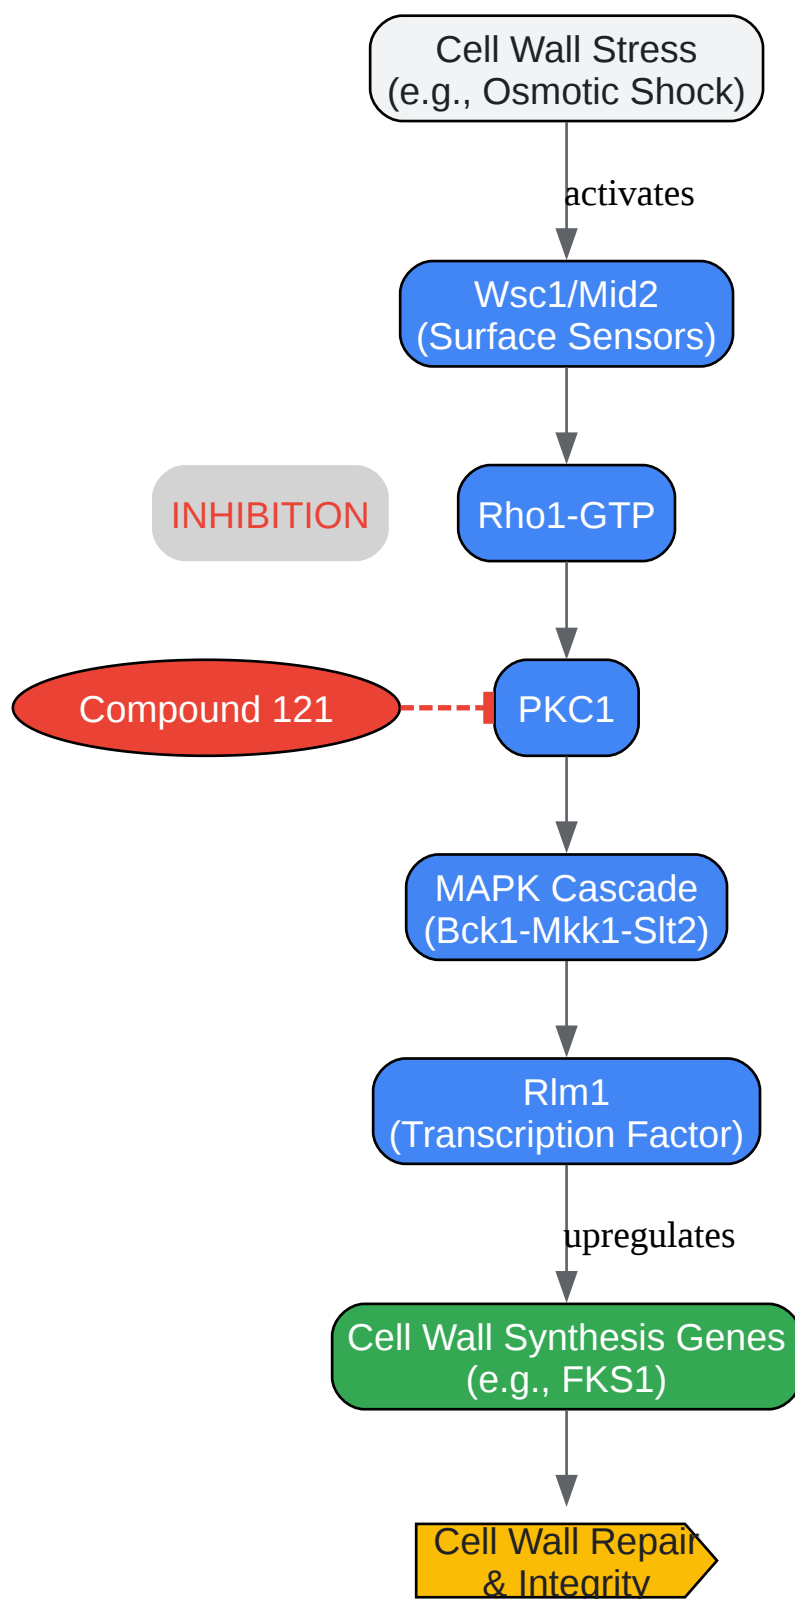 Cell Wall Stress
(e.g., Osmotic Shock)
activates
Wsc1/Mid2
(Surface Sensors)
INHIBITION
Rho1-GTP
Compound 121
PKC1
MAPK Cascade
(Bck1-Mkk1-Slt2)
Rlm1
(Transcription Factor)
upregulates
Cell Wall Synthesis Genes
(e.g., FKS1)
Cell Wall Repair
& Integrity